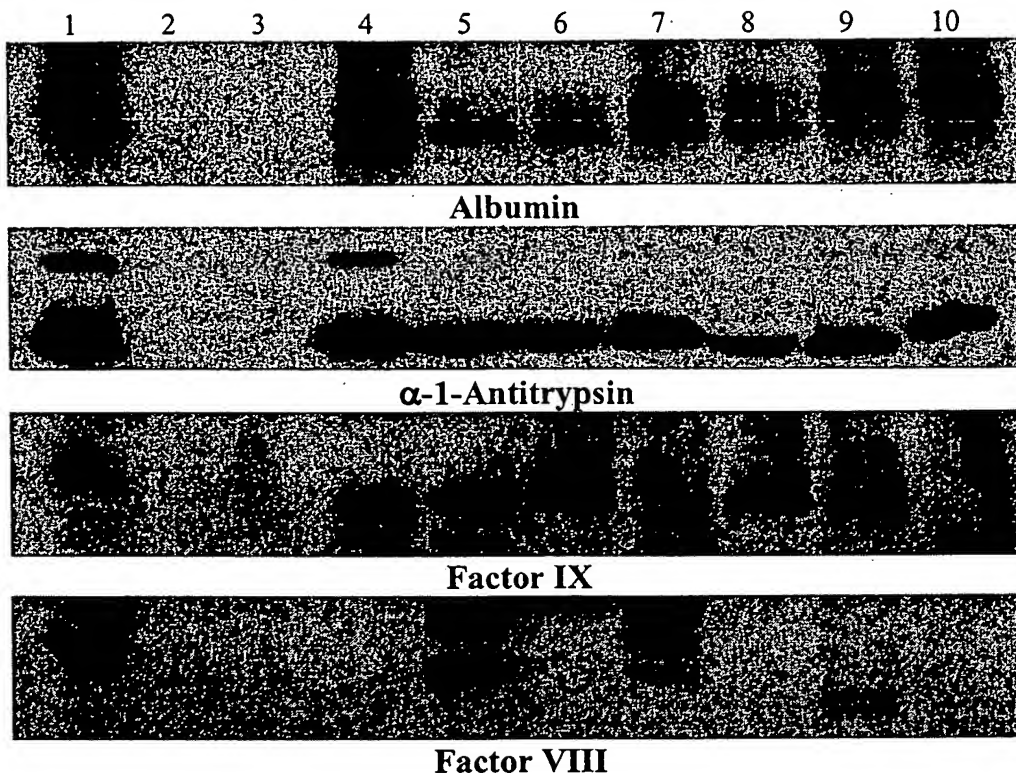 1 2 3 4 5 6 7 8 9 10
Albumin
α-1-Antitrypsin
Factor IX
Factor VIII